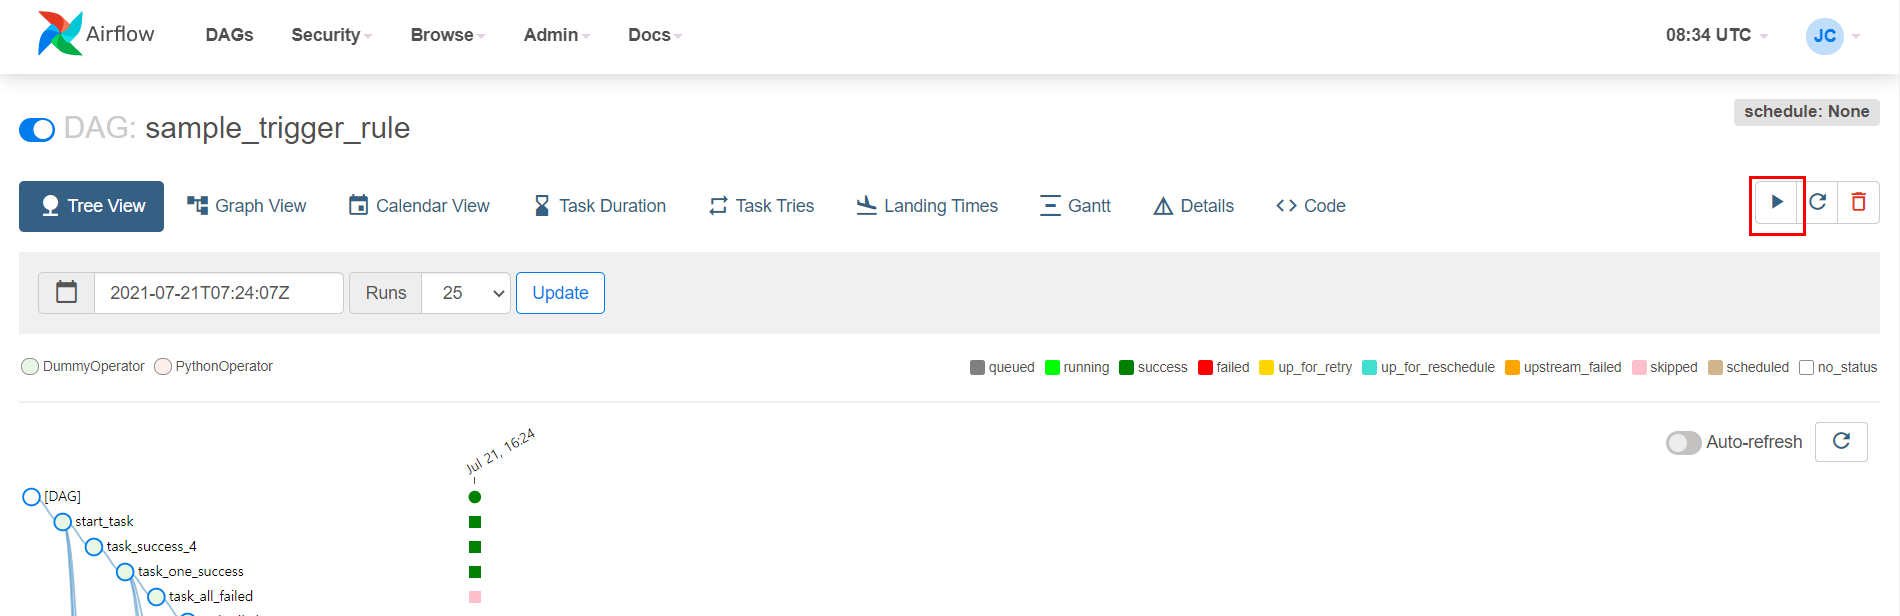 Airflow DAGs Security Browse Admin Docs 08:34 UTC JC
schedule: None
DAG: sample_trigger_rule
Tree View Graph View Calendar View Task Duration Task Tries Landing Times Gantt Details Code
2021-07-21T07:24:07Z Runs 25 Update
DummyOperator PythonOperator queued running success failed up_for_retry up_for_reschedule upstream_failed skipped scheduled no_status
Jul 21, 16:24
Auto-refresh
[DAG]
start_task
task_success_4
task_one_success
task_all_failed